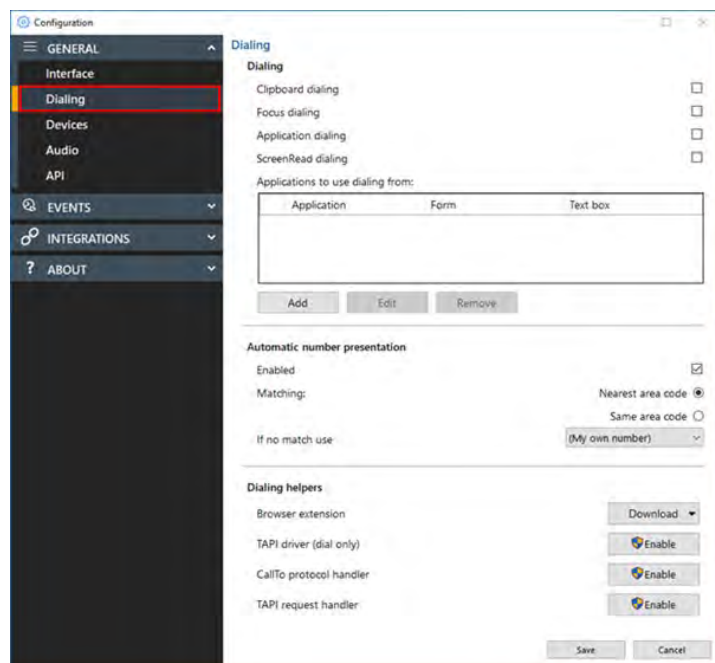 Configuration
GENERAL
Interface
Dialing
Devices
Audio
API
EVENTS
INTEGRATIONS
? ABOUT
Dialing
Dialing
Clipboard dialing
Focus dialing
Application dialing
ScreenRead dialing
Applications to use dialing from:
Application Form Text box
Add Edit Remove
Automatic number presentation
Enabled
Matching: Nearest area code
Same area code
If no match use (My own number)
Dialing helpers
Browser extension Download
TAPI driver (dial only) Enable
CallTo protocol handler Enable
TAPI request handler Enable
Save Cancel